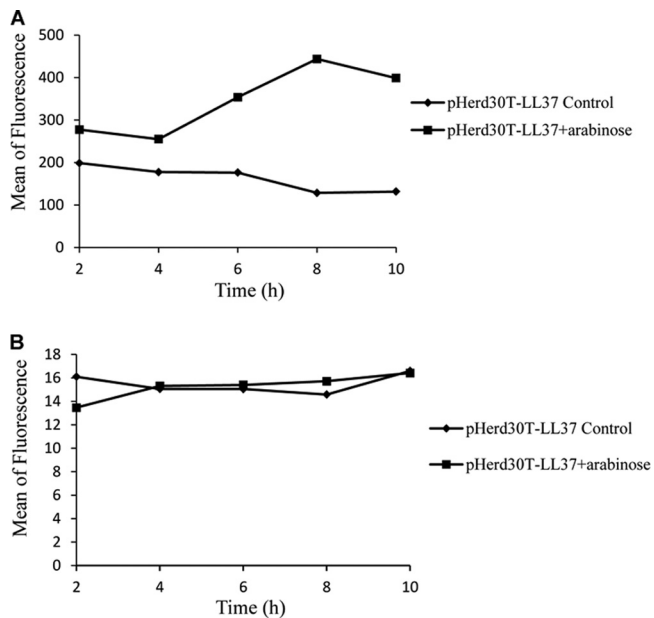 A
500
400
300
200
100
0
Mean of Fluorescence
2 4 6 8 10
Time (h)
pHerd30T-LL37 Control
pHerd30T-LL37+arabinose
B
18
16
14
12
10
8
6
4
2
0
Mean of Fluorescence
2 4 6 8 10
Time (h)
pHerd30T-LL37 Control
pHerd30T-LL37+arabinose